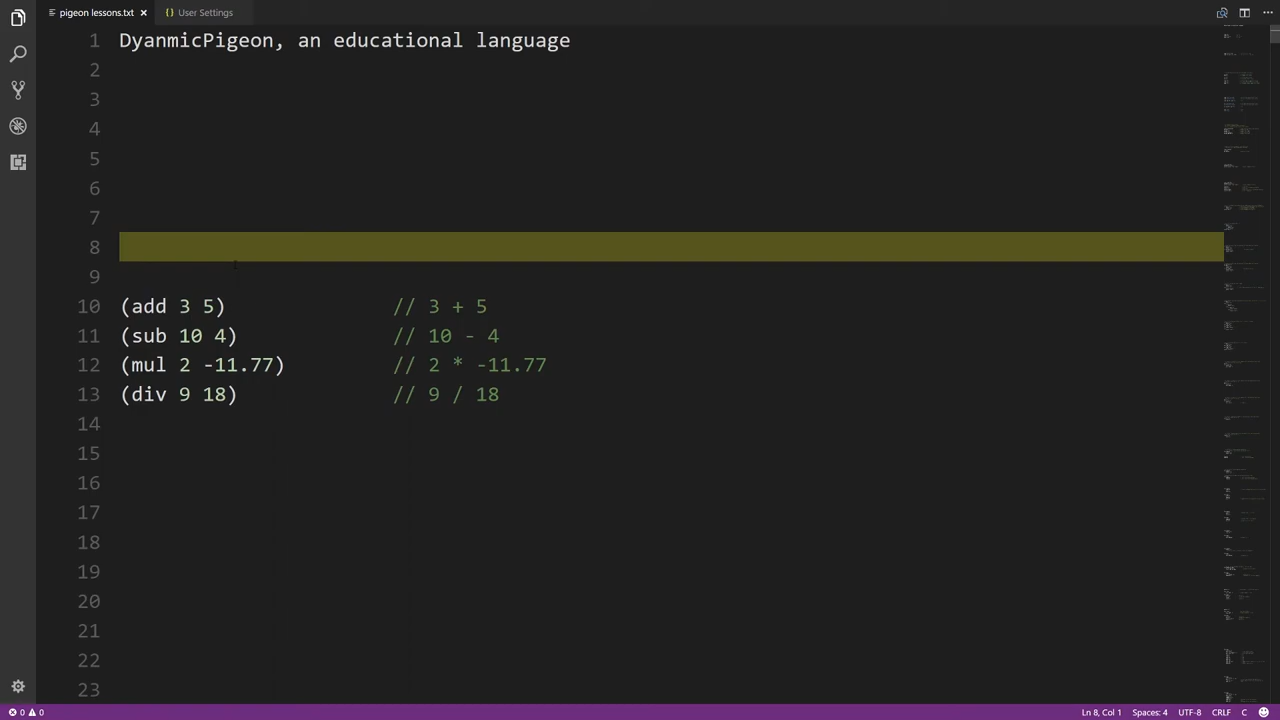 pigeon lessons.txt
User Settings
1 DyanmicPigeon, an educational language
2
3
4
5
6
7
8
9
10 (add 3 5) // 3 + 5
11 (sub 10 4) // 10 - 4
12 (mul 2 -11.77) // 2 * -11.77
13 (div 9 18) // 9 / 18
14
15
16
17
18
19
20
21
22
23
0 0 Ln 8, Col 1 Spaces: 4 UTF-8 CRLF C